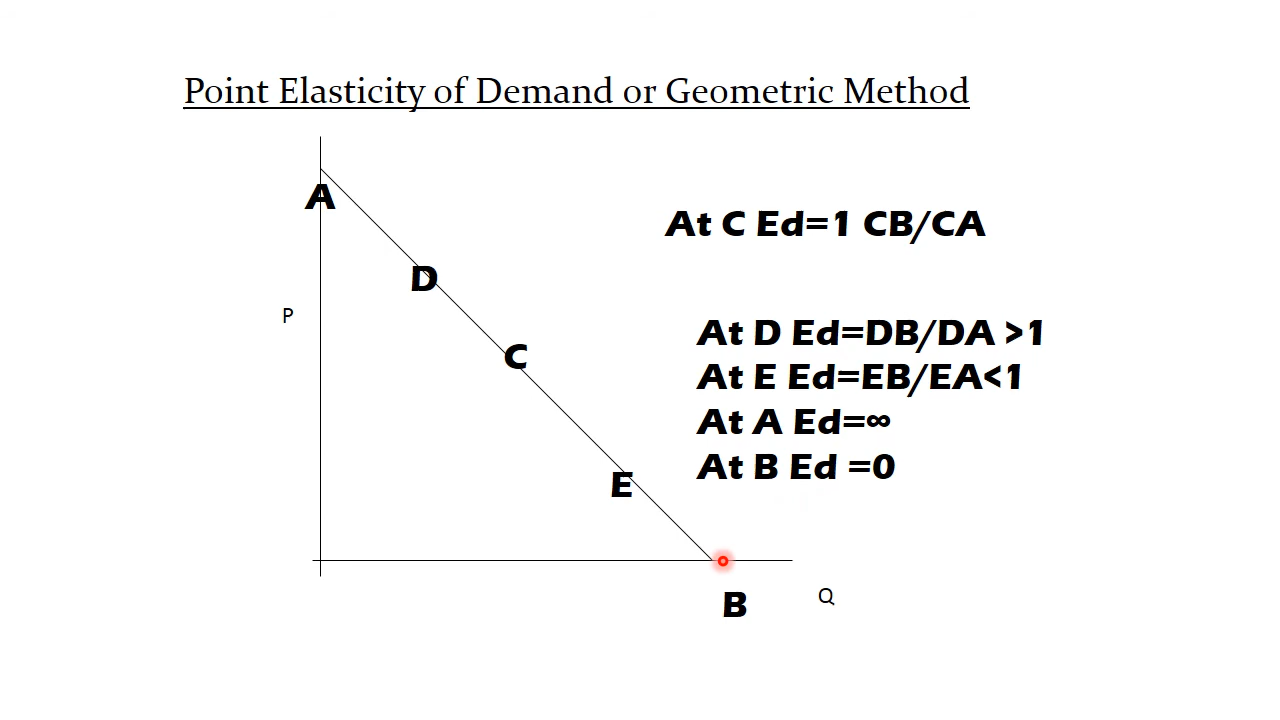 Point Elasticity of Demand or Geometric Method
A
At C Ed=1 CB/CA
D
P
At D Ed=DB/DA >1
C
At E Ed=EB/EA<1
At A Ed=∞
At B Ed =0
E
B
Q